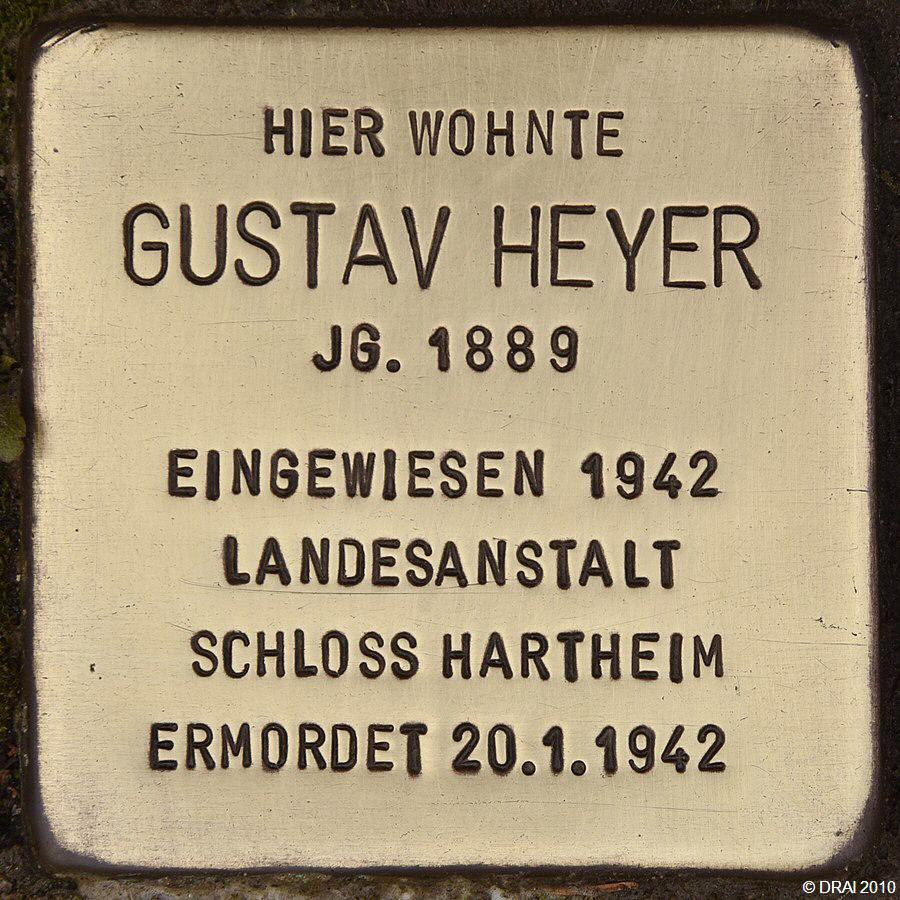 HIER WOHNTE
GUSTAV HEYER
JG. 1889
EINGEWIESEN 1942
LANDESANSTALT
SCHLOSS HARTHEIM
ERMORDET 20.1.1942
© DRAI 2010